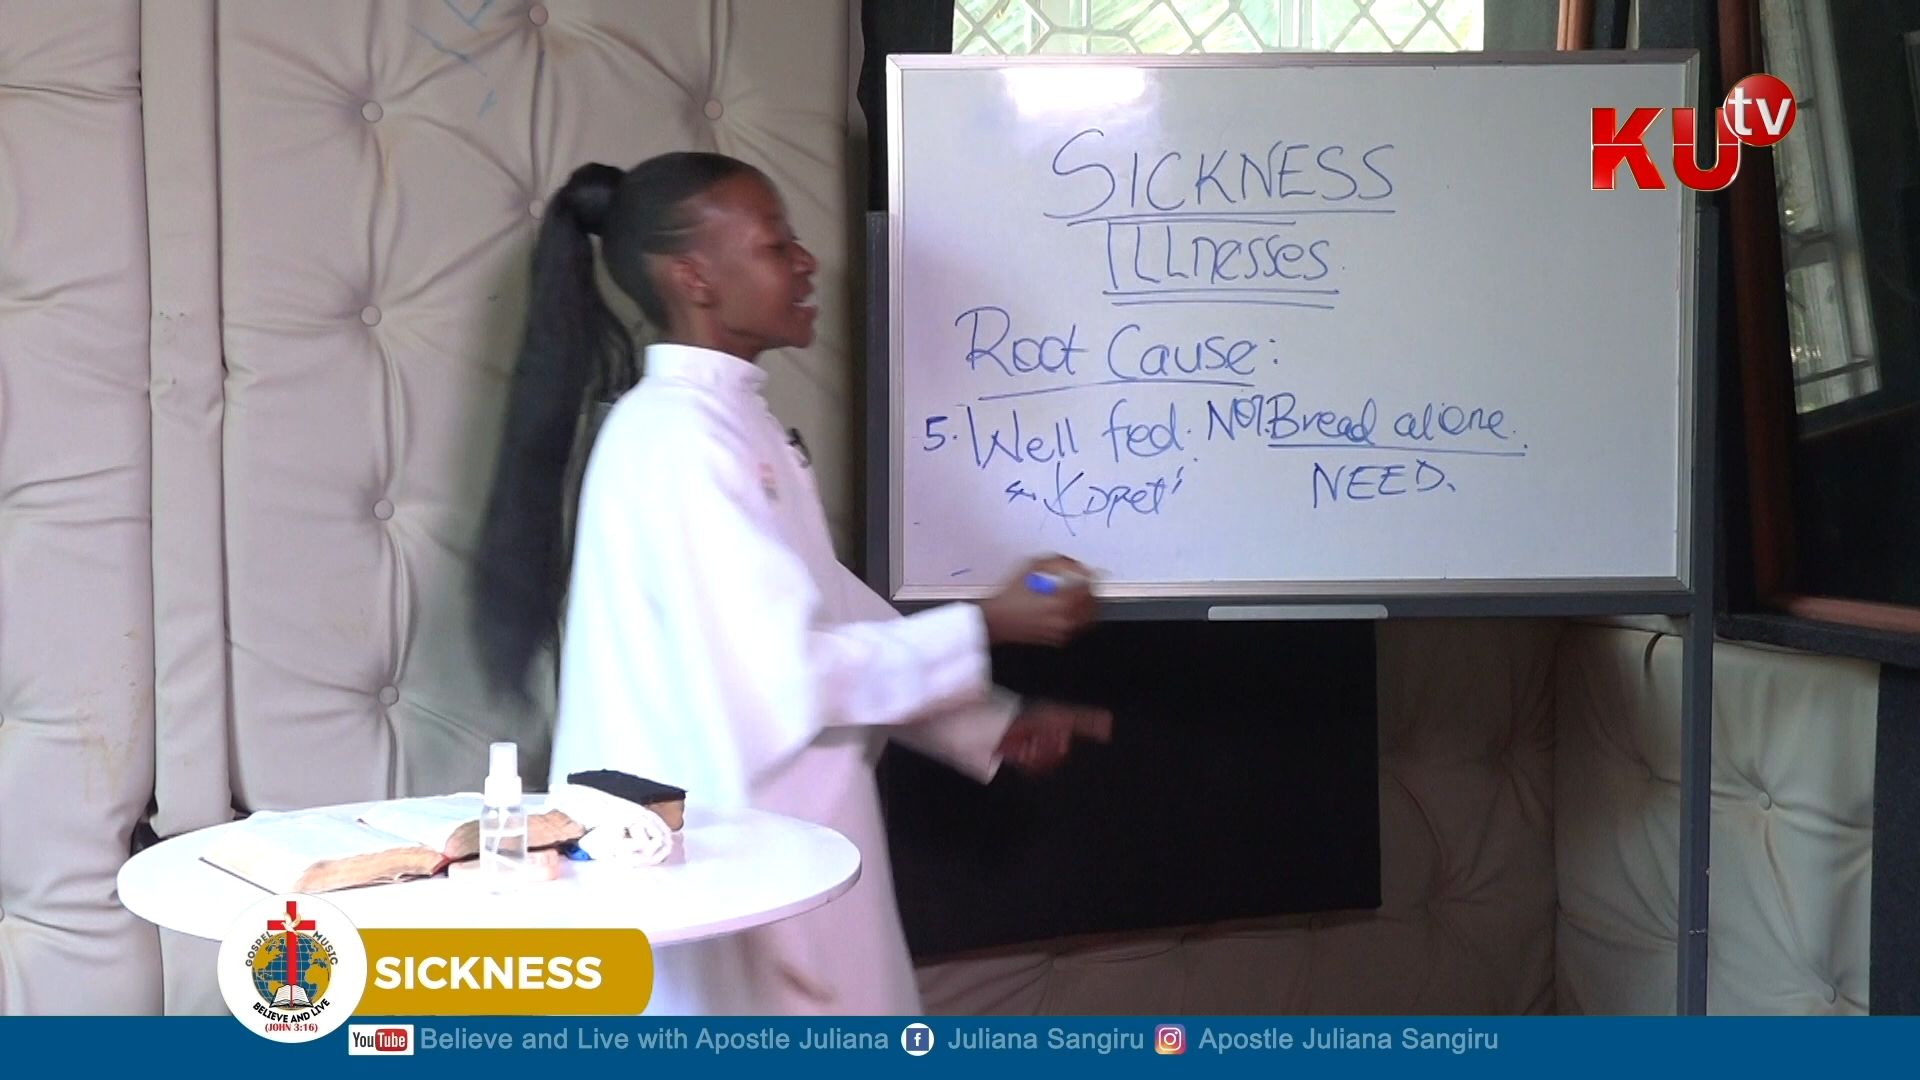 KU tv
SICKNESS
ILLnesses
Root Cause:
5. Well fed. NOT Bread alone.
NEED.
GOSPEL MUSIC
BELIEVE AND LIVE
(JOHN 3:16)
SICKNESS
YouTube Believe and Live with Apostle Juliana f Juliana Sangiru Apostle Juliana Sangiru